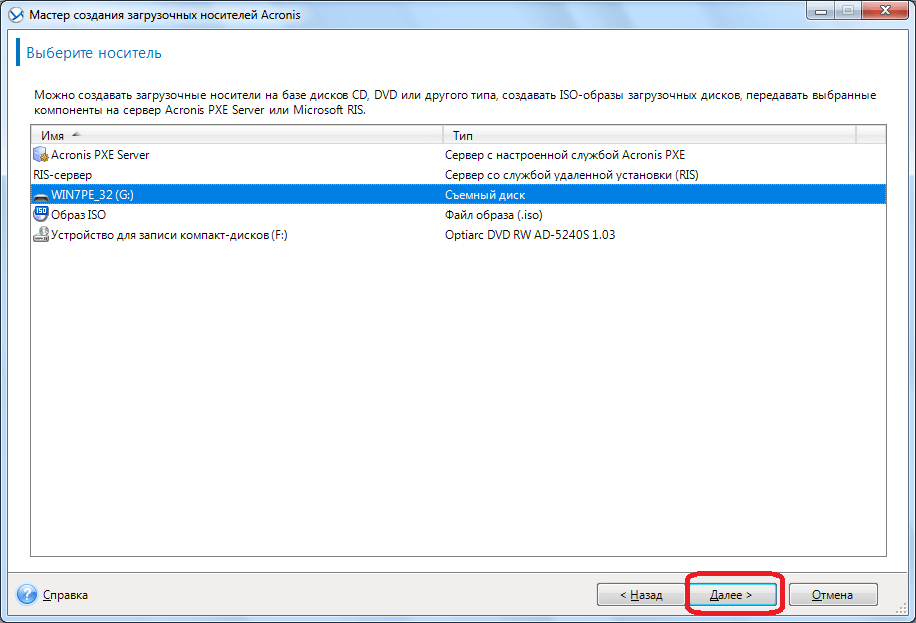 Мастер создания загрузочных носителей Acronis
Выберите носитель
Можно создавать загрузочные носители на базе дисков CD, DVD или другого типа, создавать ISO-образы загрузочных дисков, передавать выбранные
компоненты на сервер Acronis PXE Server или Microsoft RIS.
Имя Тип
Acronis PXE Server Сервер с настроенной службой Acronis PXE
RIS-сервер Сервер со службой удаленной установки (RIS)
WIN7PE_32 (G:) Съемный диск
ISO Образ ISO Файл образа (.iso)
Устройство для записи компакт-дисков (F:) Optiarc DVD RW AD-5240S 1.03
? Справка < Назад Далее > Отмена